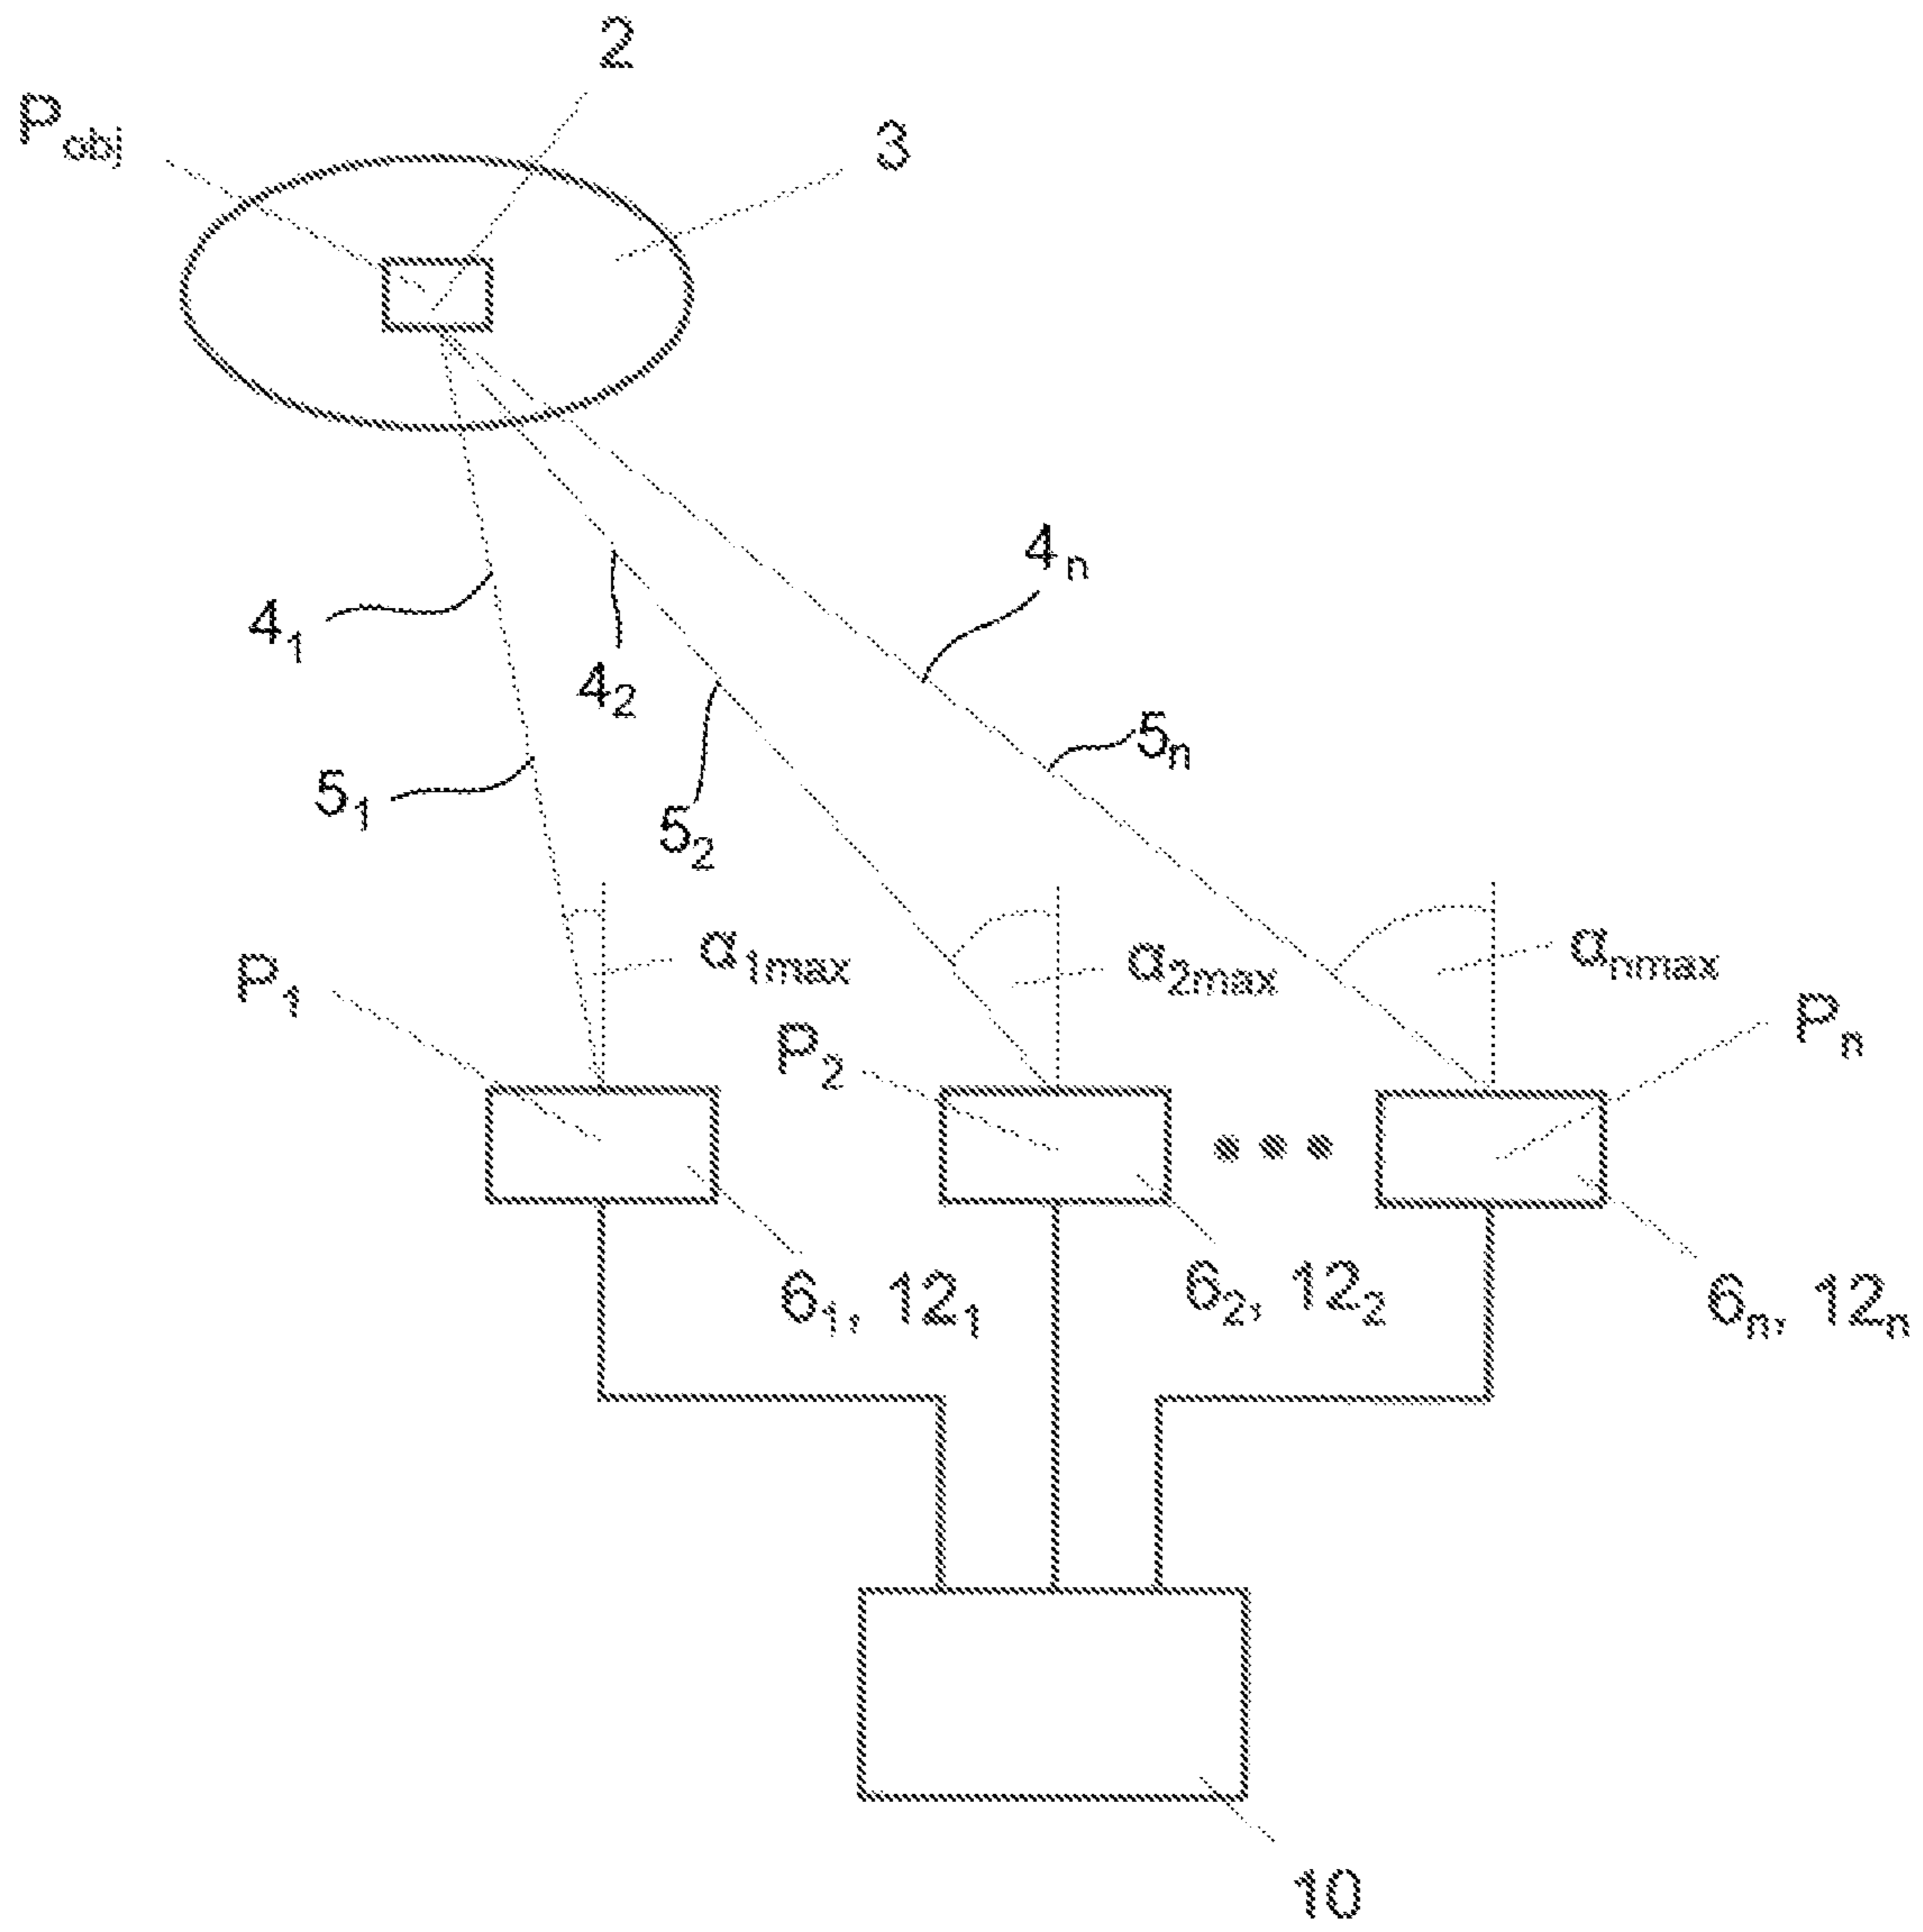 2
P_obj
3
4_n
4_1
4_2
5_n
5_1
5_2
α_1max
α_2max
α_nmax
P_1
P_2
P_n
6_1, 12_1
6_2, 12_2
6_n, 12_n
10